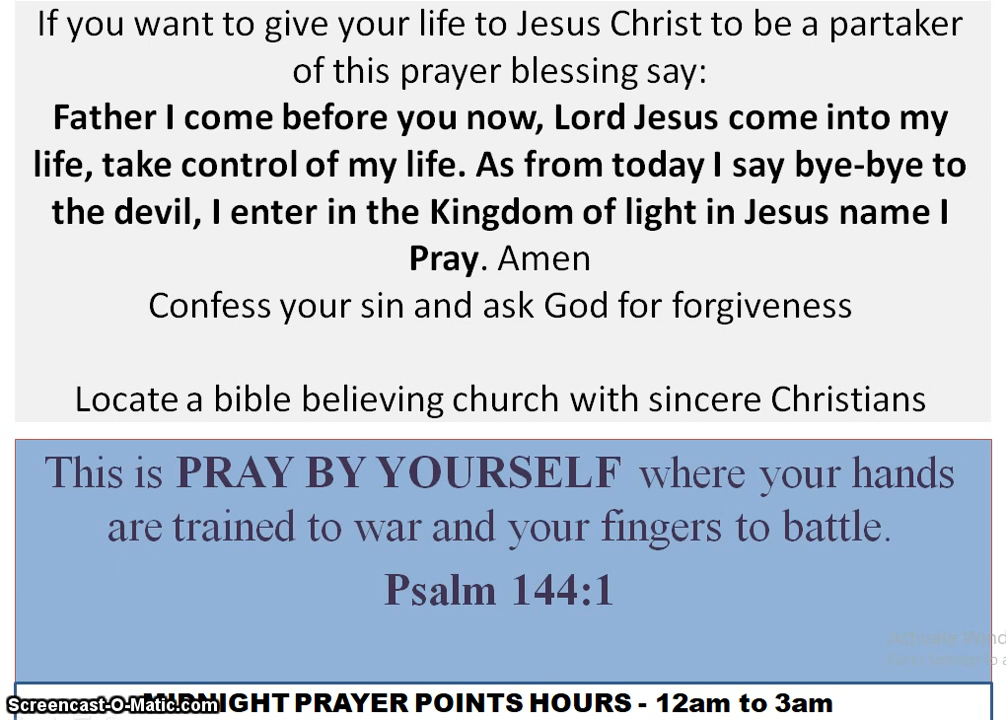 If you want to give your life to Jesus Christ to be a partaker
of this prayer blessing say:
Father I come before you now, Lord Jesus come into my
life, take control of my life. As from today I say bye-bye to
the devil, I enter in the Kingdom of light in Jesus name I
Pray. Amen
Confess your sin and ask God for forgiveness
Locate a bible believing church with sincere Christians
This is PRAY BY YOURSELF where your hands
are trained to war and your fingers to battle.
Psalm 144:1
Screencast-O-Matic.com
MIDNIGHT PRAYER POINTS HOURS - 12am to 3am